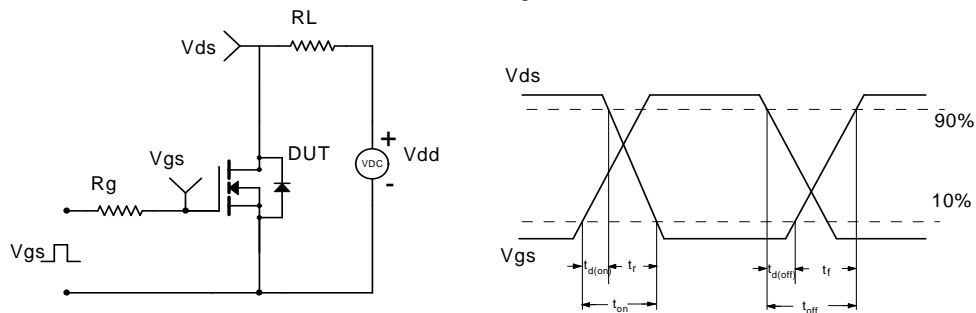 RL
Vds
Vgs
DUT
Rg
+
VDC
Vdd
-
Vgs
Vds
90%
10%
Vgs
td(on)
tr
td(off)
tf
ton
toff